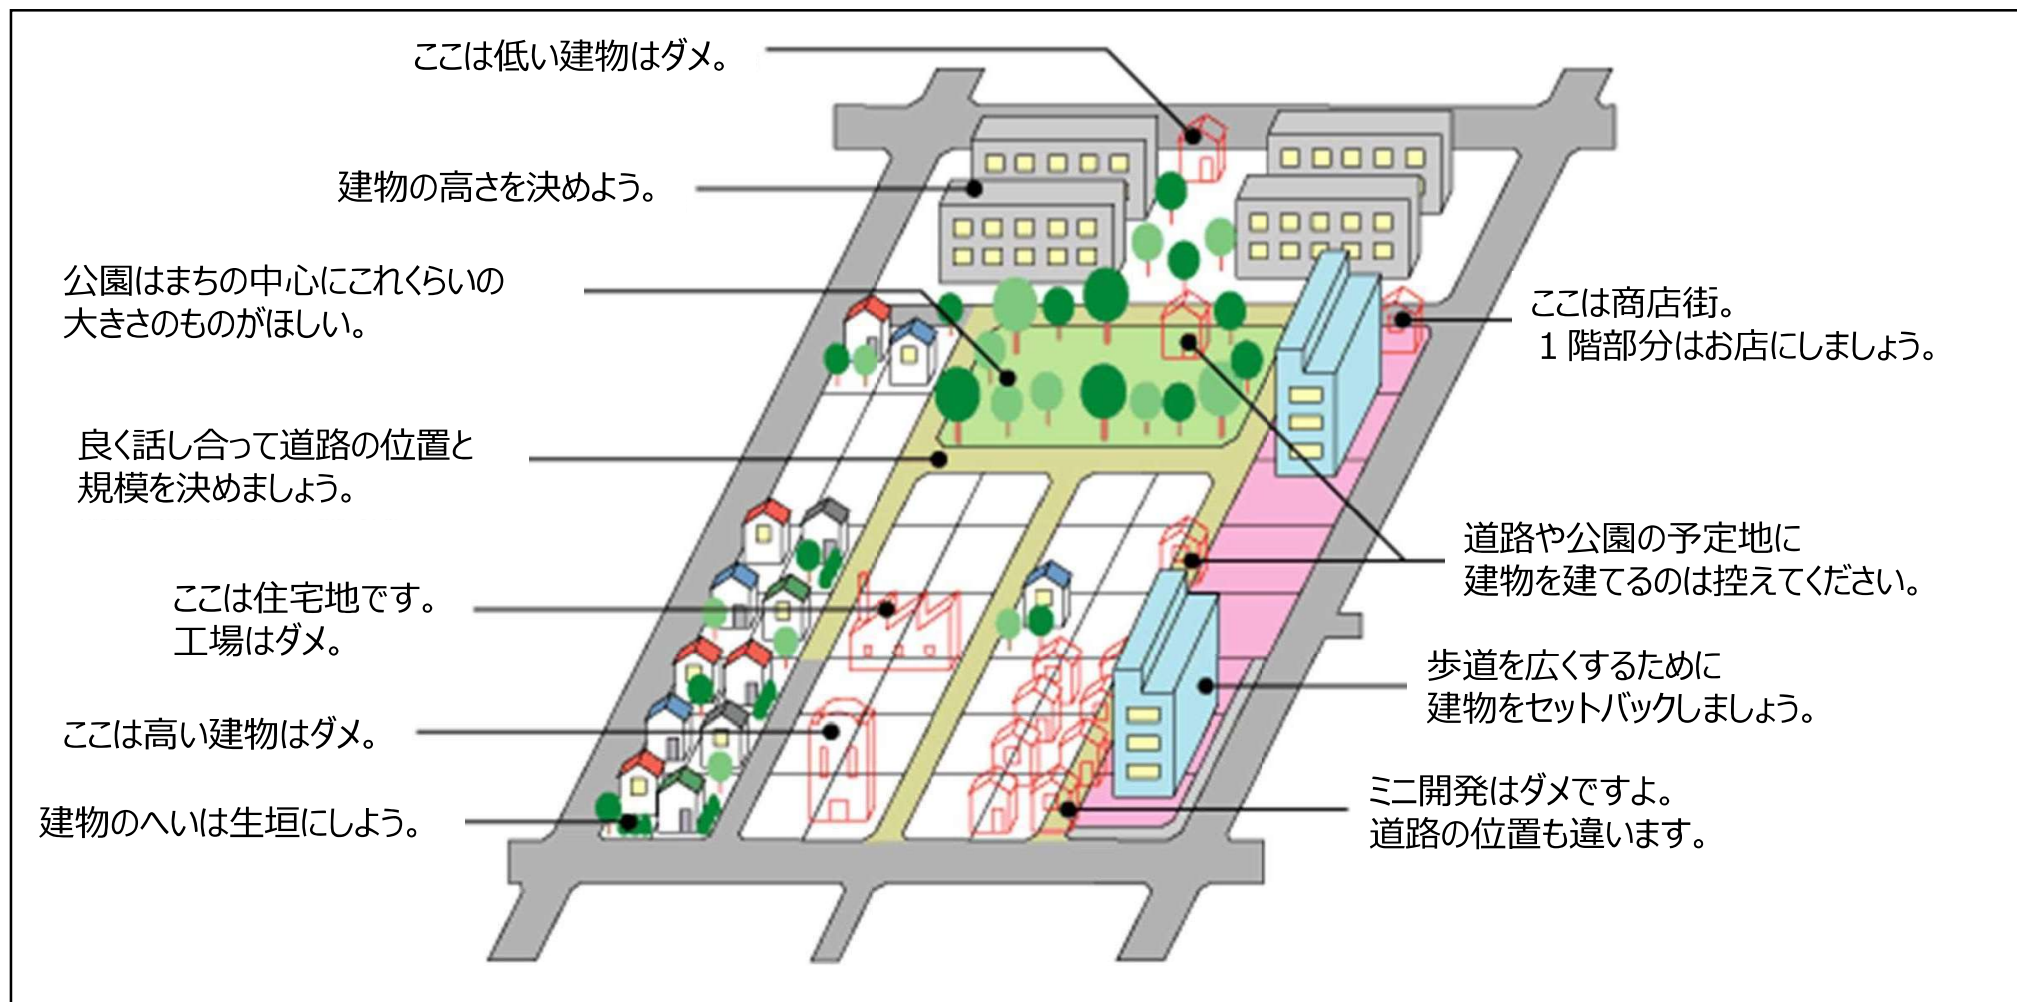 ここは低い建物はダメ。
建物の高さを決めよう。
公園はまちの中心にこれくらいの
大きさのものがほしい。
良く話し合って道路の位置と
規模を決めましょう。
ここは住宅地です。
工場はダメ。
ここは高い建物はダメ。
建物のへいは生垣にしよう。
ここは商店街。
1階部分はお店にしましょう。
道路や公園の予定地に
建物を建てるのは控えてください。
歩道を広くするために
建物をセットバックしましょう。
ミニ開発はダメですよ。
道路の位置も違います。